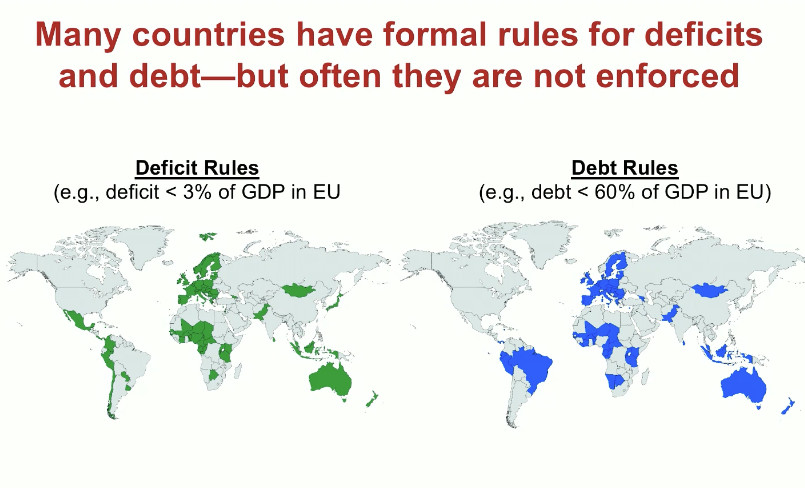 Many countries have formal rules for deficits
and debt—but often they are not enforced
Deficit Rules
(e.g., deficit < 3% of GDP in EU
Debt Rules
(e.g., debt < 60% of GDP in EU)